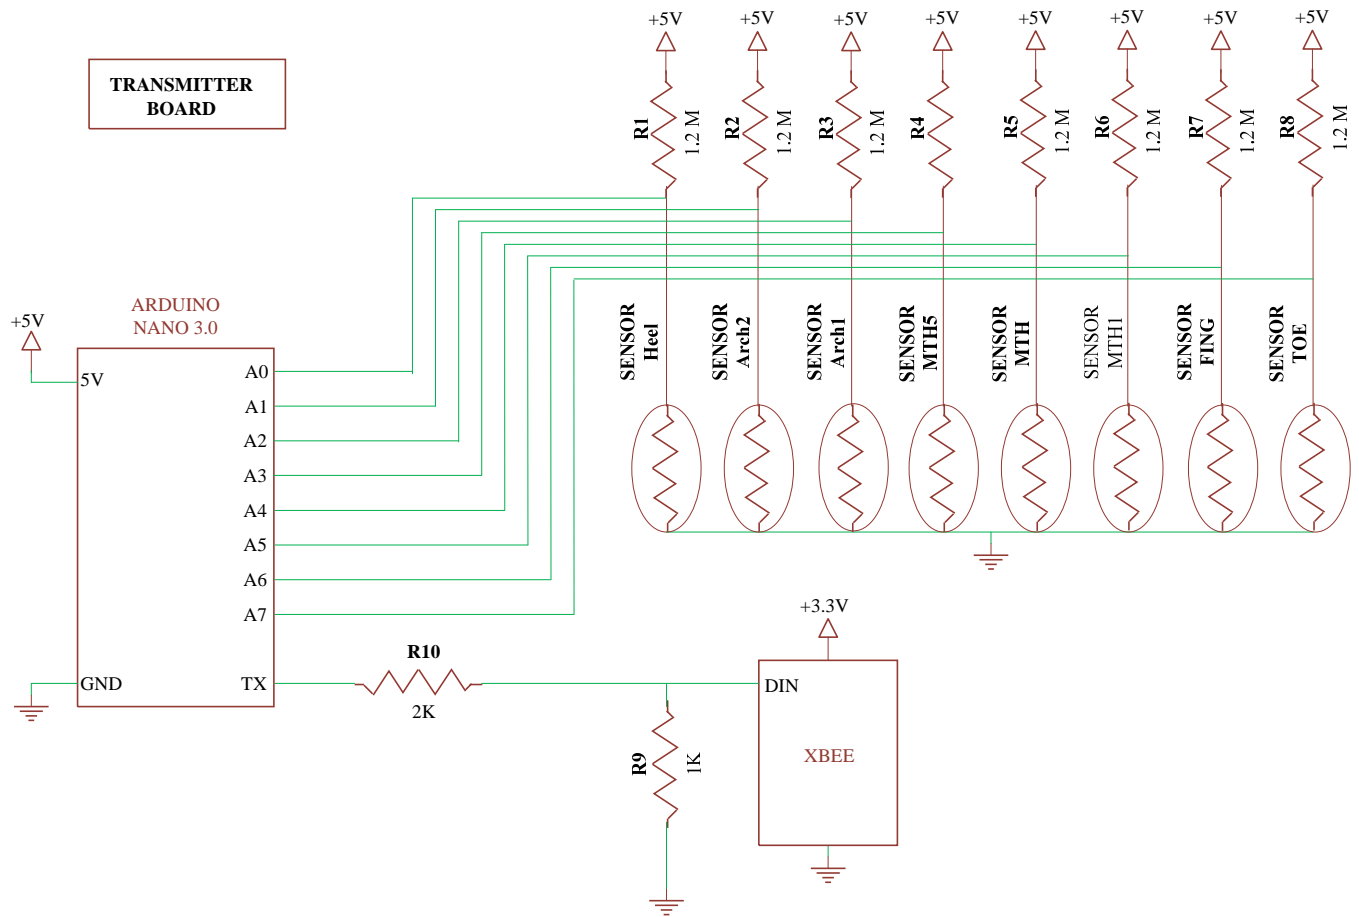 +5V +5V +5V +5V +5V +5V +5V +5V
TRANSMITTER
BOARD
R1 1.2 M
R2 1.2 M
R3 1.2 M
R4
R5 1.2 M
R6 1.2 M
R7 1.2 M
R8 1.2 M
ARDUINO
NANO 3.0
+5V
5V
GND
A0
A1
A2
A3
A4
A5
A6
A7
TX
SENSOR
Heel
SENSOR
Arch2
SENSOR
Arch1
SENSOR
MTH5
SENSOR
MTH
SENSOR
MTH1
SENSOR
FING
SENSOR
TOE
R10
2K
R9
1K
+3.3V
DIN
XBEE